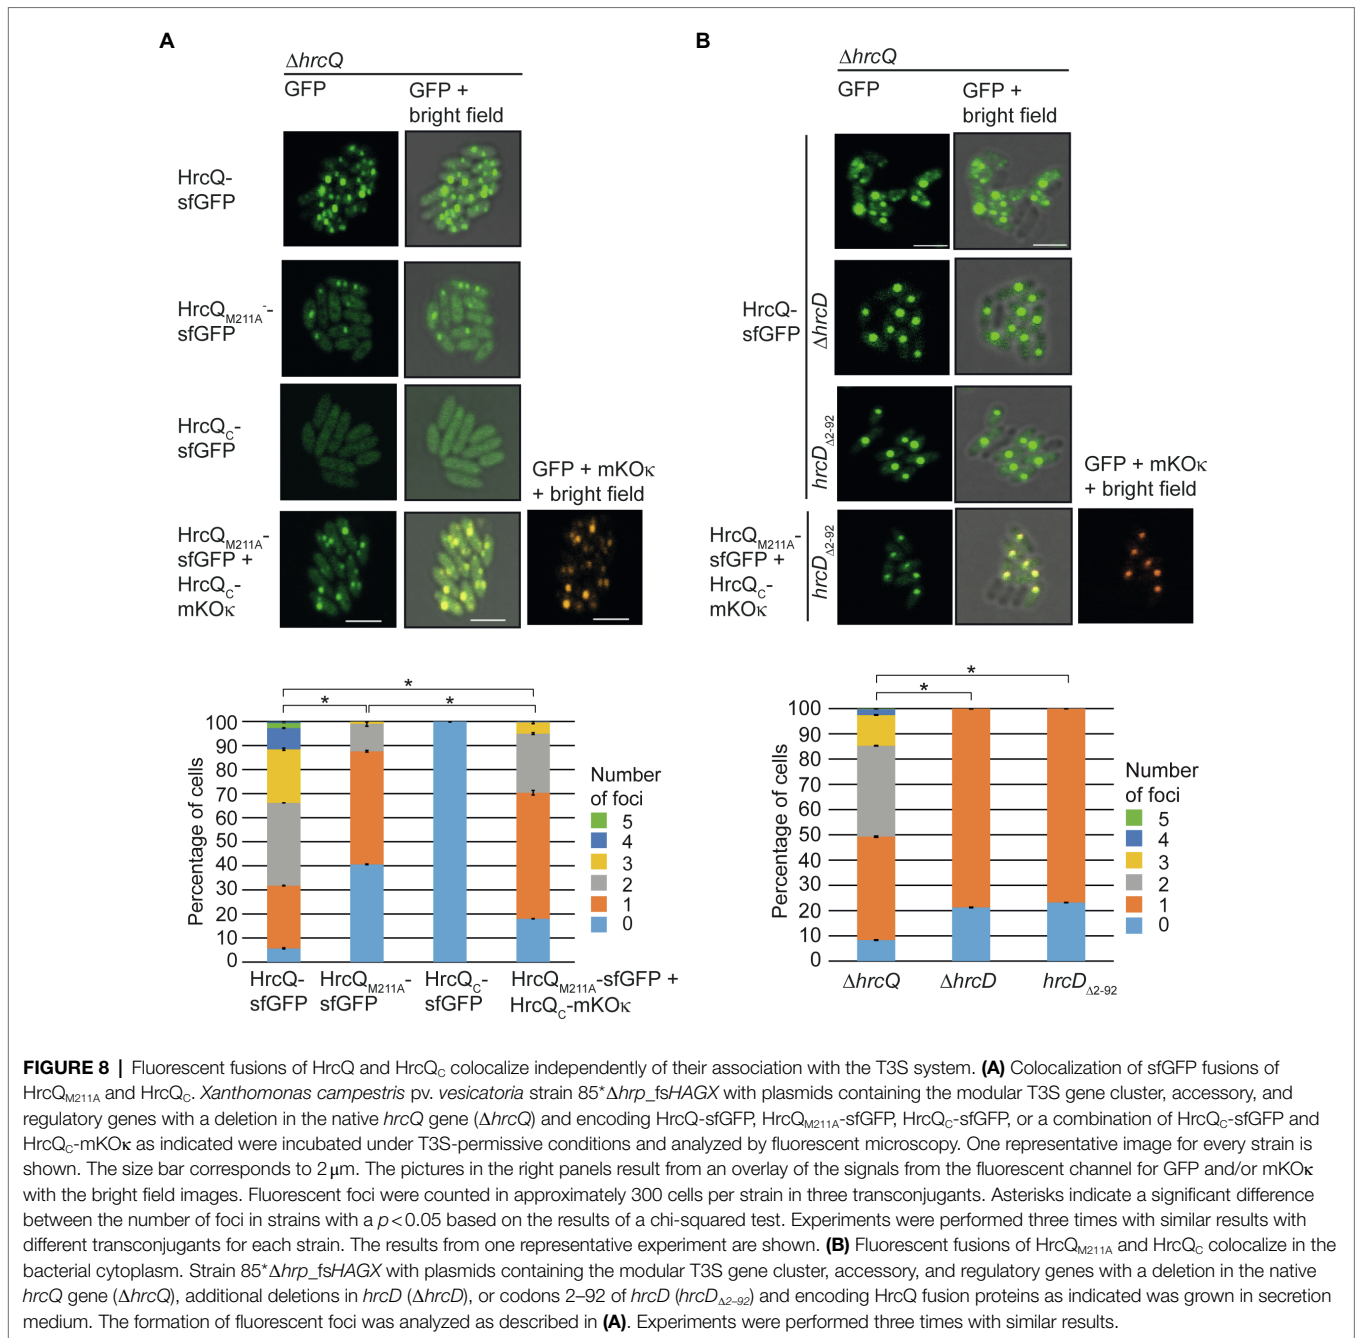 A
ΔhrcQ
GFP
GFP +
bright field
HrcQ-
sfGFP
HrcQM211A-
sfGFP
HrcQC-
sfGFP
GFP + mKOκ
+ bright field
HrcQM211A-
sfGFP +
HrcQC-
mKOκ
B
ΔhrcQ
GFP
GFP +
bright field
HrcQ-
sfGFP
ΔhrcD
hrcDΔ2-92
GFP + mKOκ
+ bright field
HrcQM211A-
sfGFP +
HrcQC-
mKOκ
hrcDΔ2-92
* * *
Percentage of cells
100
90
80
70
60
50
40
30
20
10
0
HrcQ-
sfGFP
HrcQM211A-
sfGFP
HrcQC-
sfGFP
HrcQM211A-sfGFP +
HrcQC-mKOκ
Number
of foci
5
4
3
2
1
0
* *
Percentage of cells
100
90
80
70
60
50
40
30
20
10
0
ΔhrcQ
ΔhrcD
hrcDΔ2-92
Number
of foci
5
4
3
2
1
0
FIGURE 8 | Fluorescent fusions of HrcQ and HrcQC colocalize independently of their association with the T3S system. (A) Colocalization of sfGFP fusions of
HrcQM211A and HrcQC. Xanthomonas campestris pv. vesicatoria strain 85*Δhrp_fsHAGX with plasmids containing the modular T3S gene cluster, accessory, and
regulatory genes with a deletion in the native hrcQ gene (ΔhrcQ) and encoding HrcQ-sfGFP, HrcQM211A-sfGFP, HrcQC-sfGFP, or a combination of HrcQC-sfGFP and
HrcQC-mKOκ as indicated were incubated under T3S-permissive conditions and analyzed by fluorescent microscopy. One representative image for every strain is
shown. The size bar corresponds to 2 μm. The pictures in the right panels result from an overlay of the signals from the fluorescent channel for GFP and/or mKOκ
with the bright field images. Fluorescent foci were counted in approximately 300 cells per strain in three transconjugants. Asterisks indicate a significant difference
between the number of foci in strains with a p < 0.05 based on the results of a chi-squared test. Experiments were performed three times with similar results with
different transconjugants for each strain. The results from one representative experiment are shown. (B) Fluorescent fusions of HrcQM211A and HrcQC colocalize in the
bacterial cytoplasm. Strain 85*Δhrp_fsHAGX with plasmids containing the modular T3S gene cluster, accessory, and regulatory genes with a deletion in the native
hrcQ gene (ΔhrcQ), additional deletions in hrcD (ΔhrcD), or codons 2–92 of hrcD (hrcDΔ2–92) and encoding HrcQ fusion proteins as indicated was grown in secretion
medium. The formation of fluorescent foci was analyzed as described in (A). Experiments were performed three times with similar results.